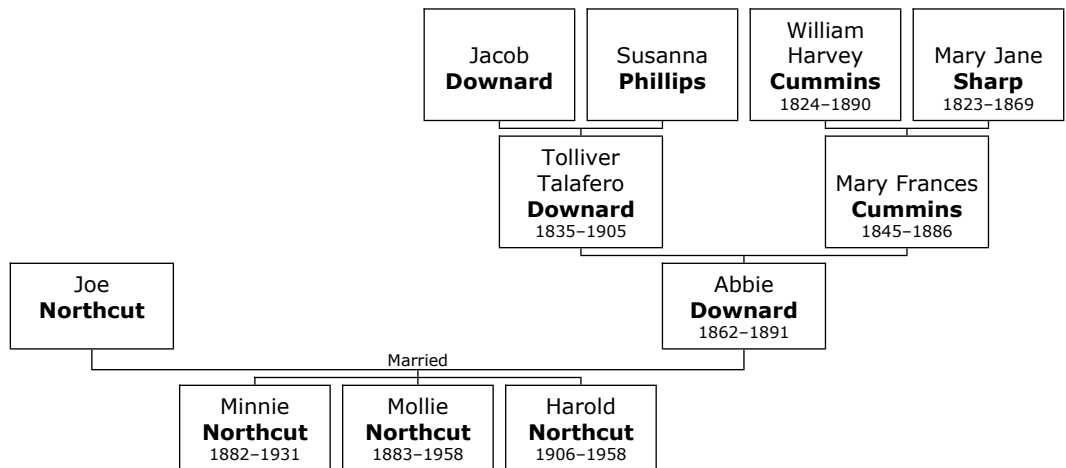 Jacob
Downard
Susanna
Phillips
William
Harvey
Cummins
1824–1890
Mary Jane
Sharp
1823–1869
Tolliver
Talafero
Downard
1835–1905
Mary Frances
Cummins
1845–1886
Joe
Northcut
Abbie
Downard
1862–1891
Married
Minnie
Northcut
1882–1931
Mollie
Northcut
1883–1958
Harold
Northcut
1906–1958